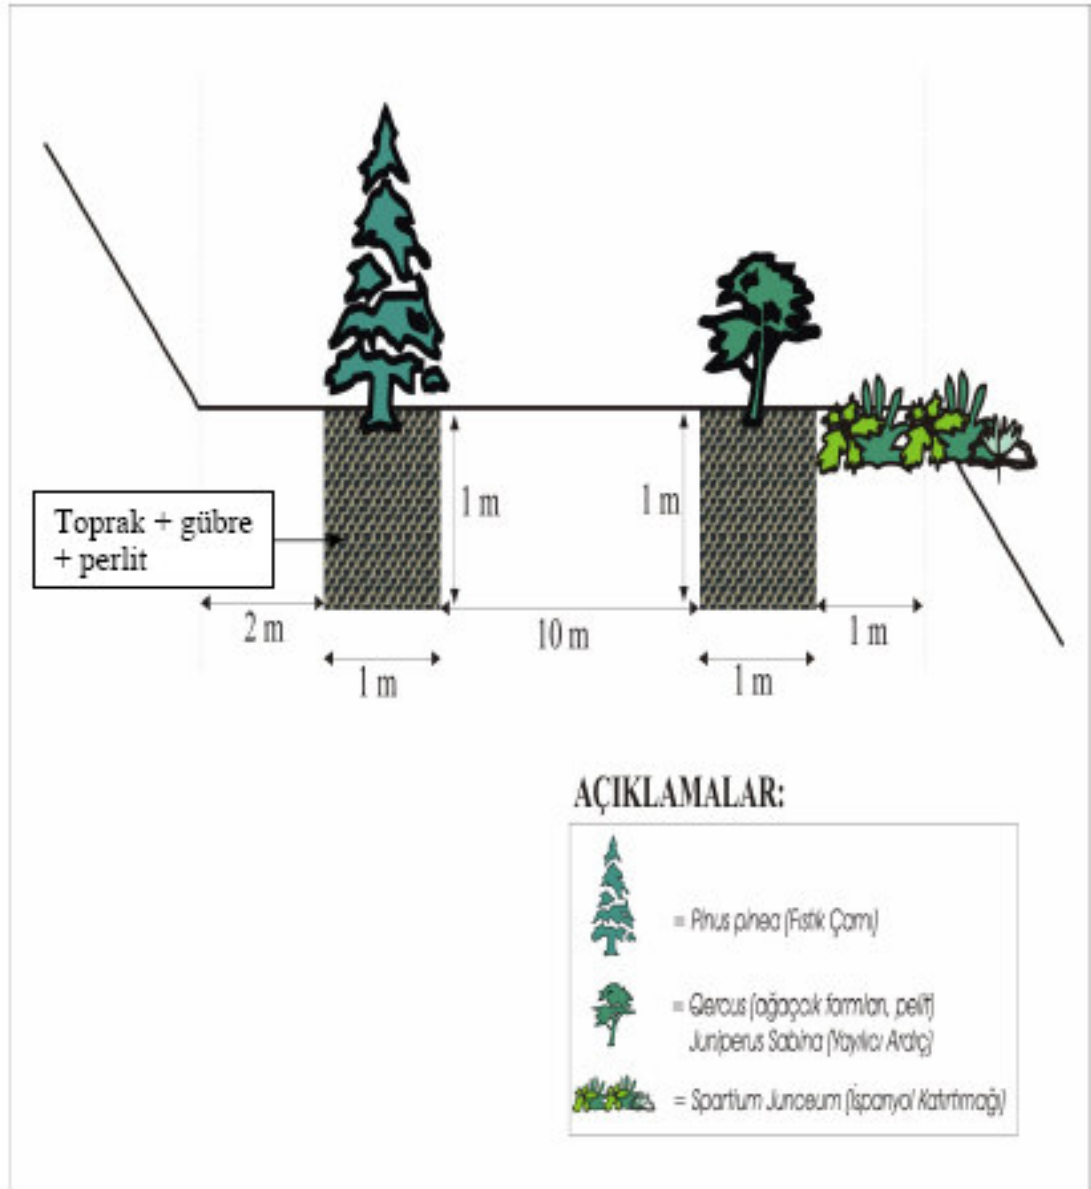 Toprak + gübre
+ perlit
1 m
1 m
2 m
10 m
1 m
1 m
1 m
AÇIKLAMALAR:
= Pinus pinea (Fıstık Çamı)
= Qercus (ağaççık formları, pelit)
Juniperus Sabina (Yayılıcı Ardıç)
= Spartium Junceum (İspanyol Katırtırnağı)